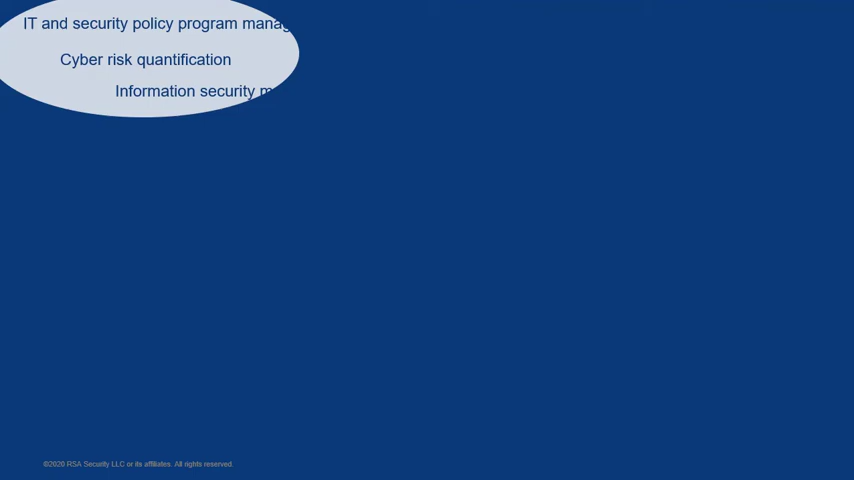 IT and security policy program
Cyber risk quantification
Information security
©2020 RSA Security LLC or its affiliates. All rights reserved.